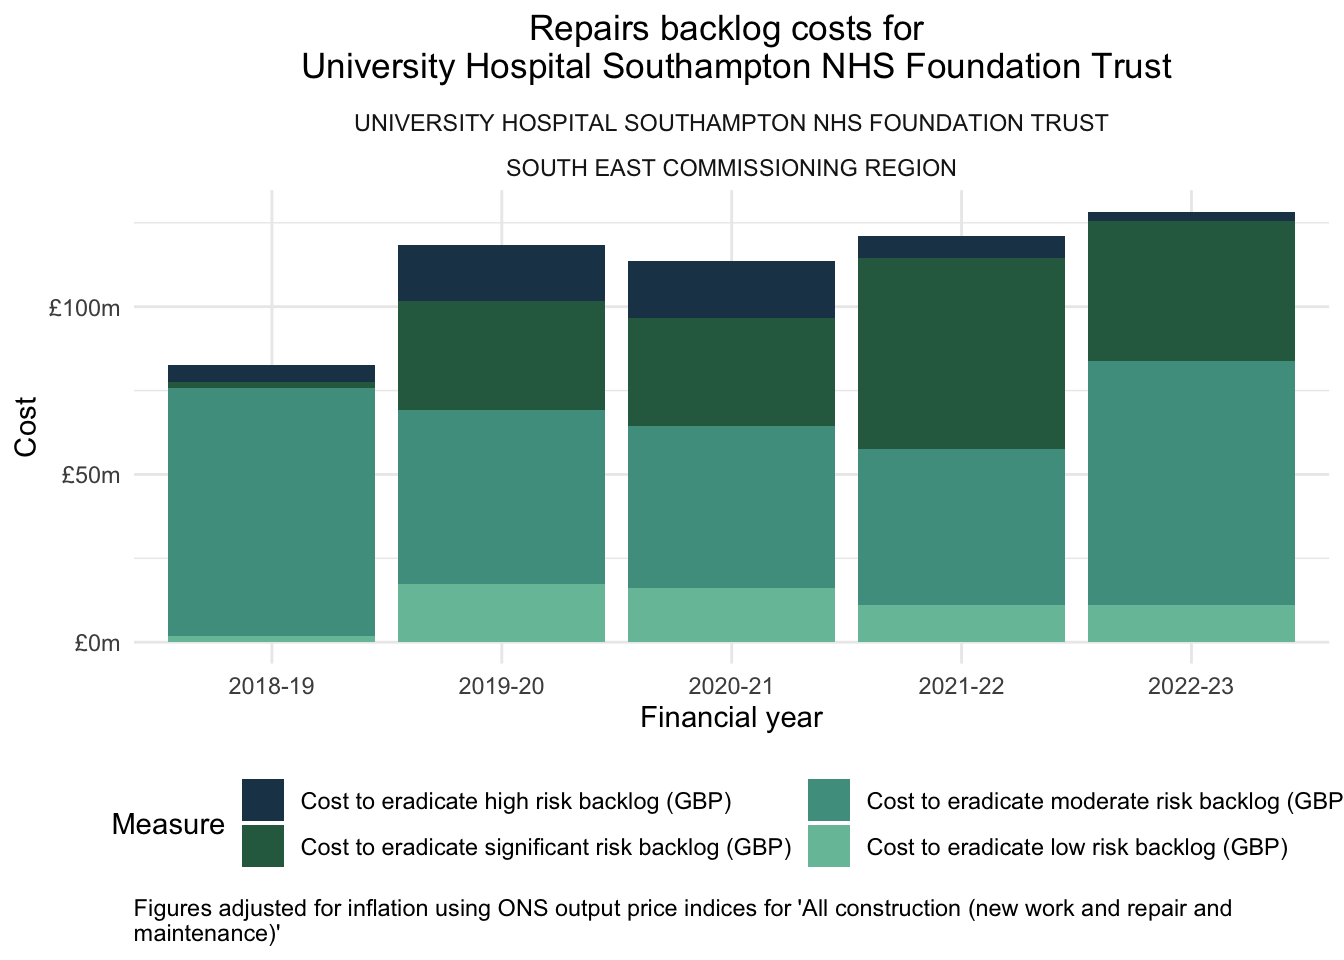 Repairs backlog costs for
University Hospital Southampton NHS Foundation Trust
UNIVERSITY HOSPITAL SOUTHAMPTON NHS FOUNDATION TRUST
SOUTH EAST COMMISSIONING REGION
£100m
£50m
£0m
Cost
2018-19 2019-20 2020-21 2021-22 2022-23
Financial year
Measure
Cost to eradicate high risk backlog (GBP)
Cost to eradicate significant risk backlog (GBP)
Cost to eradicate moderate risk backlog (GBP
Cost to eradicate low risk backlog (GBP)
Figures adjusted for inflation using ONS output price indices for 'All construction (new work and repair and
maintenance)'